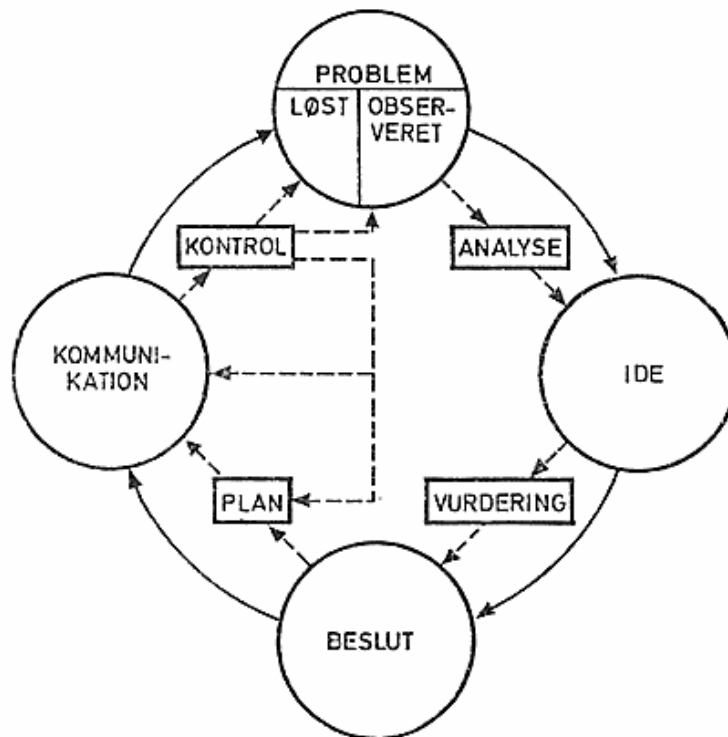 PROBLEM
LØST
OBSER-
VERET
KONTROL
ANALYSE
KOMMUNI-
KATION
IDE
PLAN
VURDERING
BESLUT